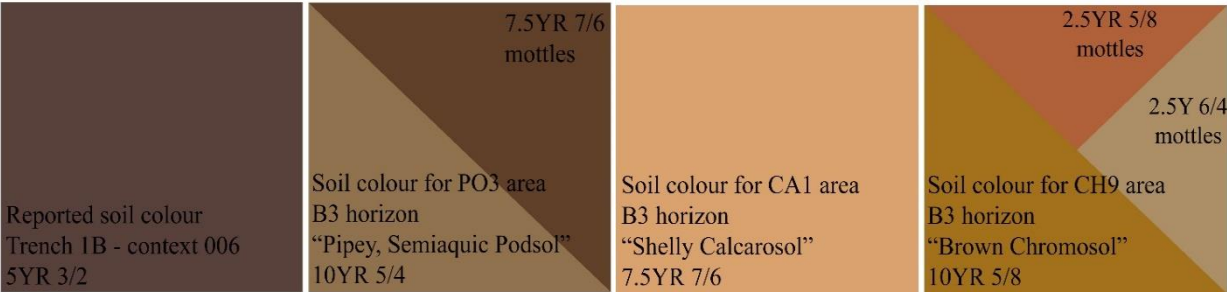 Reported soil colour
Trench 1B - context 006
5YR 3/2
7.5YR 7/6
mottles
Soil colour for PO3 area
B3 horizon
“Pipey, Semiaquic Podsol”
10YR 5/4
Soil colour for CA1 area
B3 horizon
“Shelly Calcarosol”
7.5YR 7/6
2.5YR 5/8
mottles
2.5Y 6/4
mottles
Soil colour for CH9 area
B3 horizon
“Brown Chromosol”
10YR 5/8